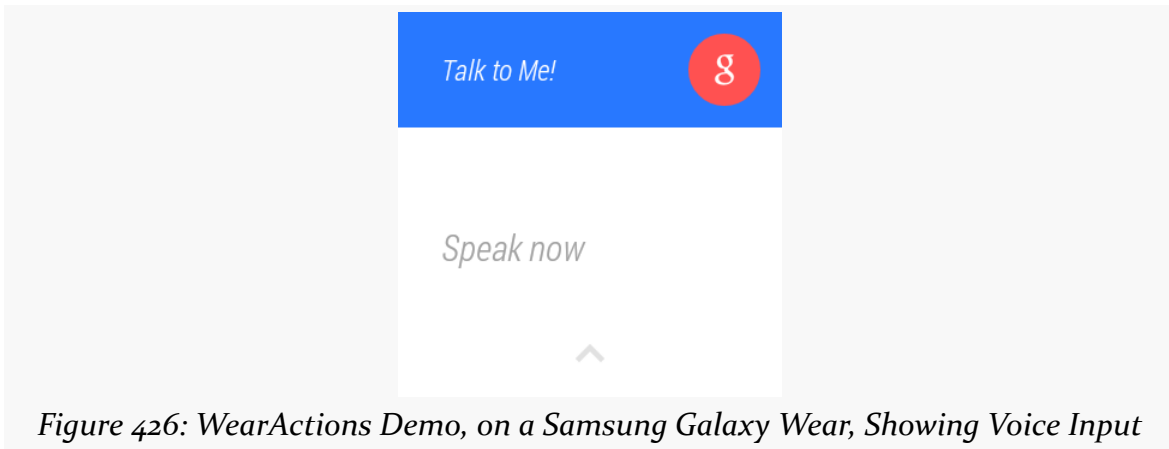 Talk to Me!
g
Speak now
Figure 426: WearActions Demo, on a Samsung Galaxy Wear, Showing Voice Input